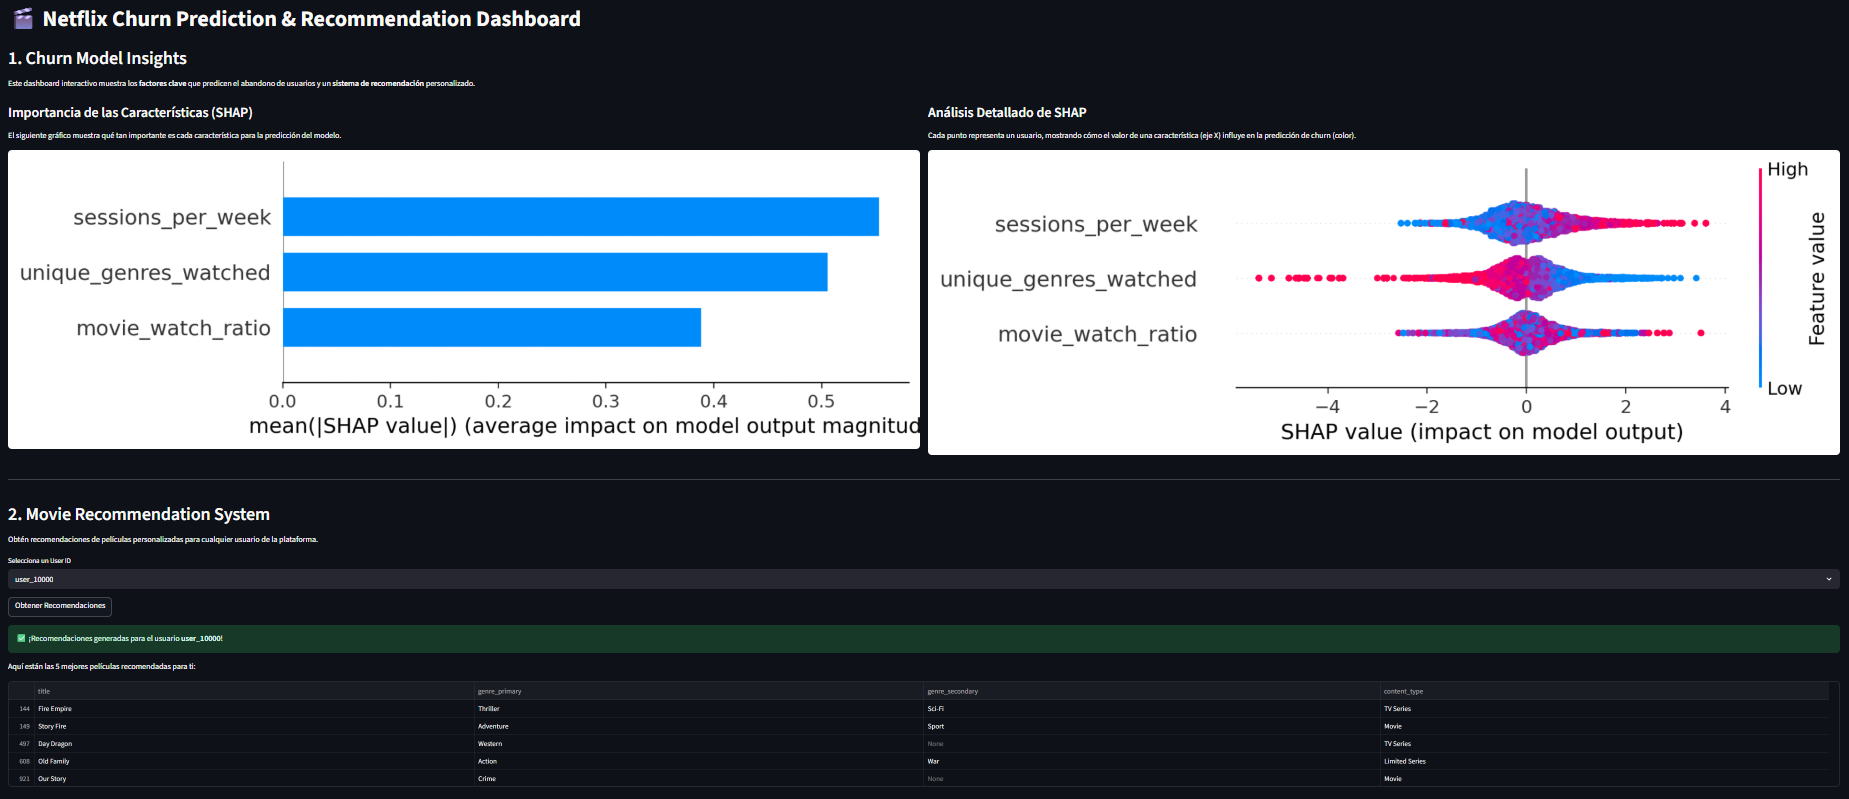 🎬 Netflix Churn Prediction & Recommendation Dashboard
1. Churn Model Insights
Este dashboard interactivo muestra los factores clave que predicen el abandono de usuarios y un sistema de recomendación personalizado.
Importancia de las Características (SHAP)
El siguiente gráfico muestra qué tan importante es cada característica para la predicción del modelo.
sessions_per_week
unique_genres_watched
movie_watch_ratio
0.0 0.1 0.2 0.3 0.4 0.5
mean(|SHAP value|) (average impact on model output magnitud
Análisis Detallado de SHAP
Cada punto representa un usuario, mostrando cómo el valor de una característica (eje X) influye en la predicción de churn (color).
High
sessions_per_week
unique_genres_watched
movie_watch_ratio
Feature value
Low
−4 −2 0 2 4
SHAP value (impact on model output)
2. Movie Recommendation System
Obtén recomendaciones de películas personalizadas para cualquier usuario de la plataforma.
Selecciona un User ID
user_10000
Obtener Recomendaciones
✅ ¡Recomendaciones generadas para el usuario user_10000!
Aquí están las 5 mejores películas recomendadas para ti:
title genre_primary genre_secondary content_type
144 Fire Empire Thriller Sci-Fi TV Series
149 Story Fire Adventure Sport Movie
497 Day Dragon Western None TV Series
608 Old Family Action War Limited Series
921 Our Story Crime None Movie